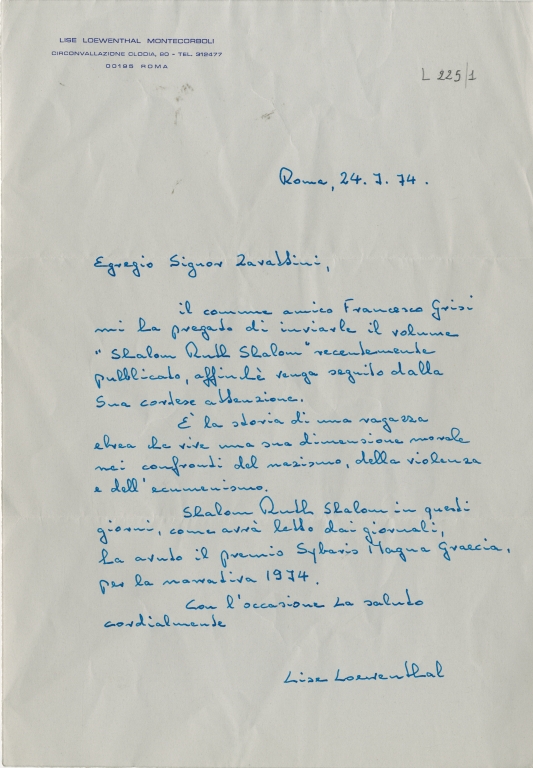 LISE LOEWENTHAL MONTECORBOLI
CIRCONVALLAZIONE CLODIA, 80 - TEL. 312477
00195 ROMA
L 225/1
Roma, 24.7.74.
Egregio Signor Zavattini,
il comune amico Francesco Grisi
mi ha pregato di inviarle il volume
"Shalom Ruth Shalom" recentemente
pubblicato, affinchè venga seguito dalla
Sua cortese attenzione.
È la storia di una ragazza
ebrea che vive una sua dimensione morale
nei confronti del nazismo, della violenza
e dell'ecumenismo.
Shalom Ruth Shalom in questi
giorni, come avrà letto dai giornali,
ha avuto il premio Sybaris Magna Graecia,
per la narrativa 1974.
Con l'occasione La saluto
cordialmente
Lise Loewenthal